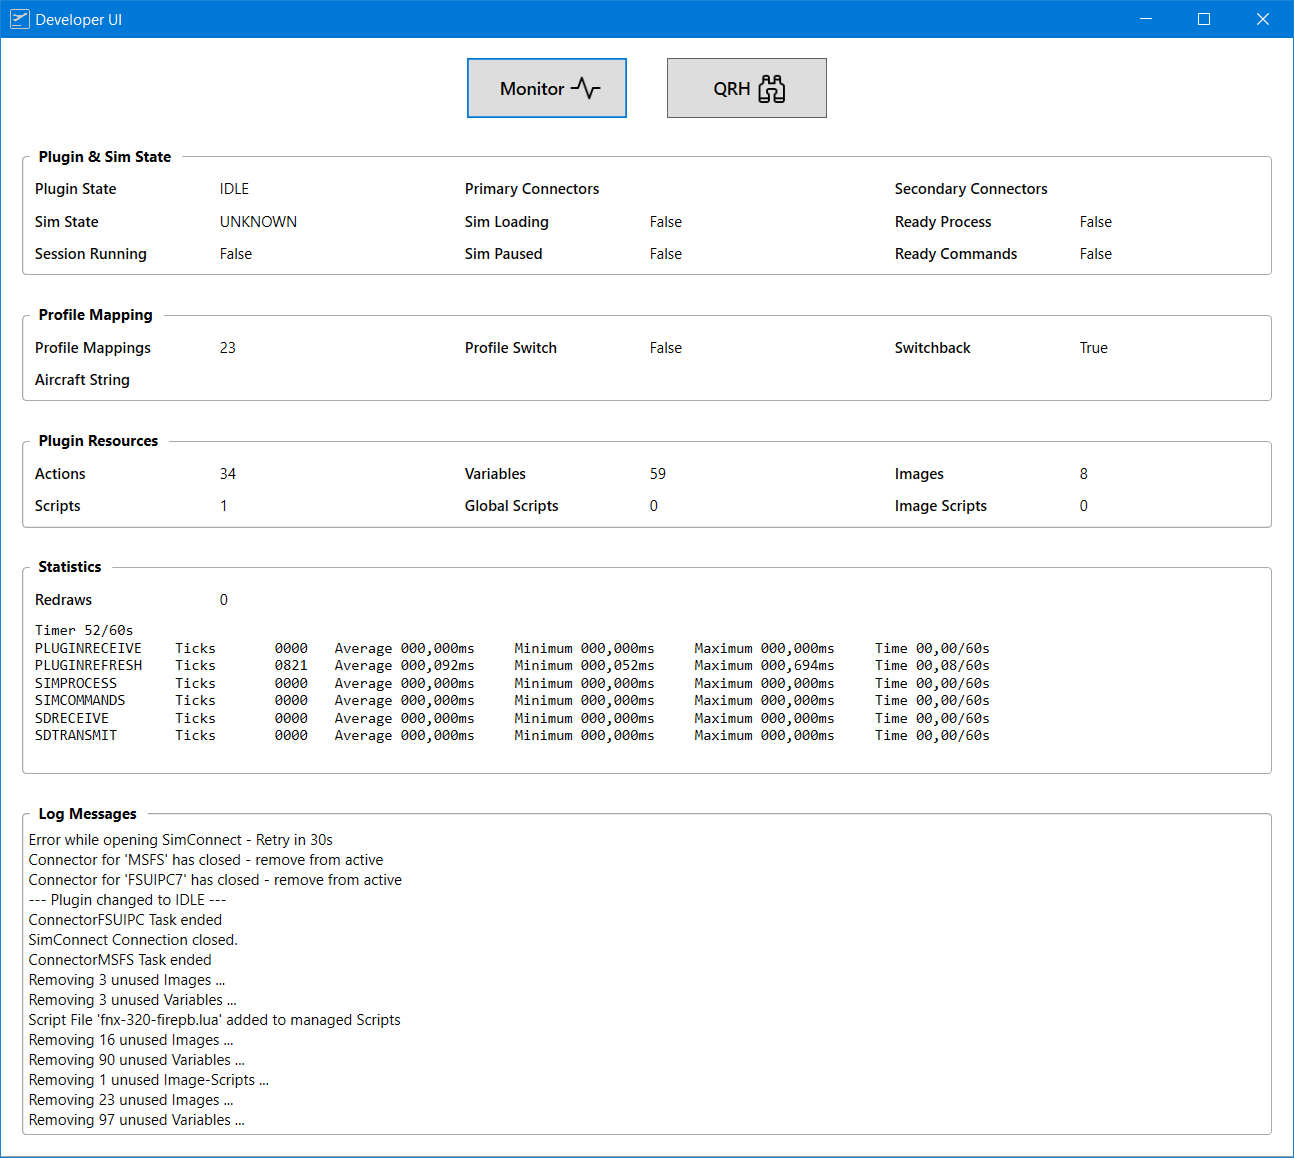 Developer UI
Monitor
QRH
Plugin & Sim State
Plugin State IDLE Primary Connectors Secondary Connectors
Sim State UNKNOWN Sim Loading False Ready Process False
Session Running False Sim Paused False Ready Commands False
Profile Mapping
Profile Mappings 23 Profile Switch False Switchback True
Aircraft String
Plugin Resources
Actions 34 Variables 59 Images 8
Scripts 1 Global Scripts 0 Image Scripts 0
Statistics
Redraws 0
Timer 52/60s
PLUGINRECEIVE Ticks 0000 Average 000,000ms Minimum 000,000ms Maximum 000,000ms Time 00,00/60s
PLUGINREFRESH Ticks 0821 Average 000,092ms Minimum 000,052ms Maximum 000,694ms Time 00,08/60s
SIMPROCESS Ticks 0000 Average 000,000ms Minimum 000,000ms Maximum 000,000ms Time 00,00/60s
SIMCOMMANDS Ticks 0000 Average 000,000ms Minimum 000,000ms Maximum 000,000ms Time 00,00/60s
SDRECEIVE Ticks 0000 Average 000,000ms Minimum 000,000ms Maximum 000,000ms Time 00,00/60s
SDTRANSMIT Ticks 0000 Average 000,000ms Minimum 000,000ms Maximum 000,000ms Time 00,00/60s
Log Messages
Error while opening SimConnect - Retry in 30s
Connector for 'MSFS' has closed - remove from active
Connector for 'FSUIPC7' has closed - remove from active
--- Plugin changed to IDLE ---
ConnectorFSUIPC Task ended
SimConnect Connection closed.
ConnectorMSFS Task ended
Removing 3 unused Images ...
Removing 3 unused Variables ...
Script File 'fnx-320-firepb.lua' added to managed Scripts
Removing 16 unused Images ...
Removing 90 unused Variables ...
Removing 1 unused Image-Scripts ...
Removing 23 unused Images ...
Removing 97 unused Variables ...